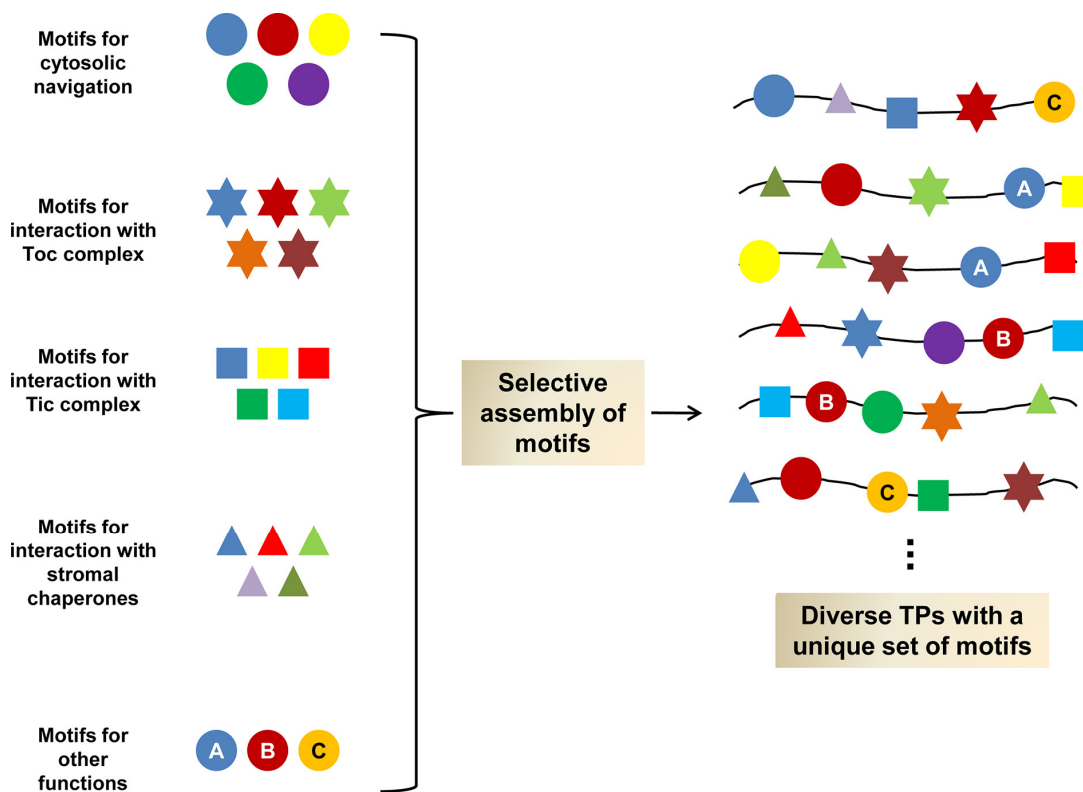 Motifs for
cytosolic
navigation
Motifs for
interaction with
Toc complex
Motifs for
interaction with
Tic complex
Motifs for
interaction with
stromal
chaperones
Motifs for
other
functions
A B C
Selective
assembly of
motifs
C
A
A
B
B
C
Diverse TPs with a
unique set of motifs